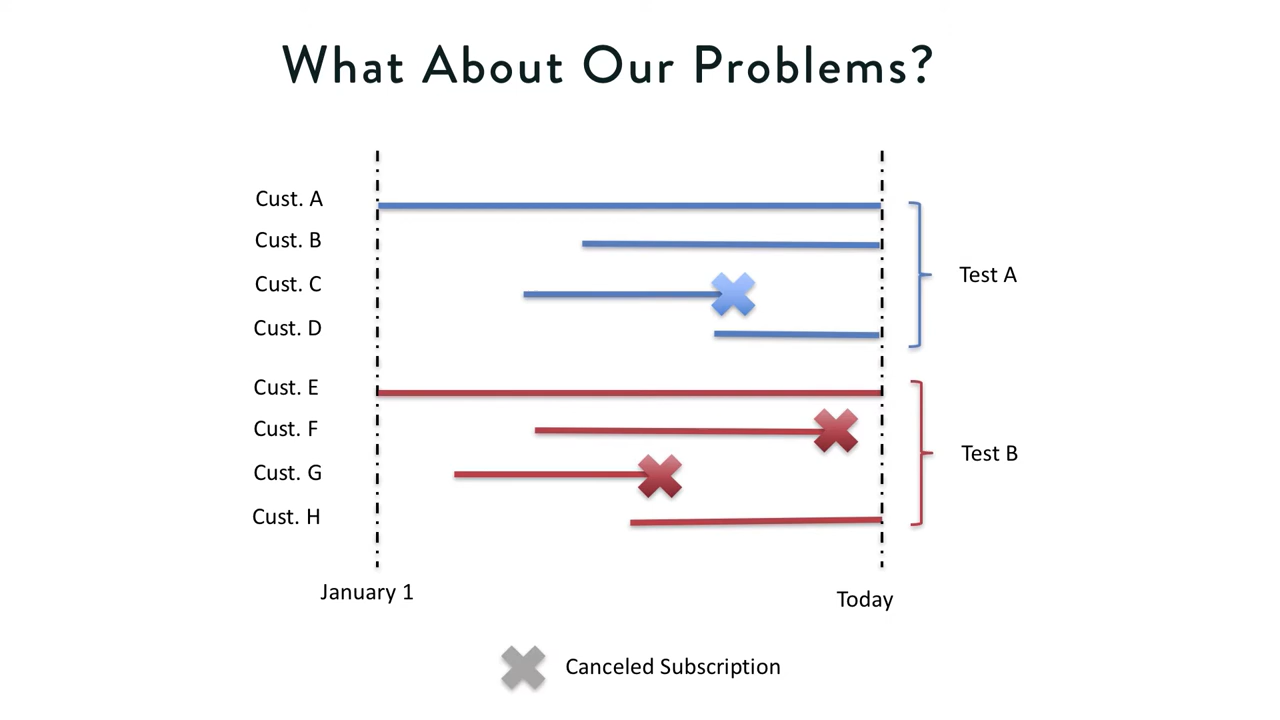 What About Our Problems?
Cust. A
Cust. B
Cust. C
Cust. D
Test A
Cust. E
Cust. F
Cust. G
Cust. H
Test B
January 1
Today
Canceled Subscription